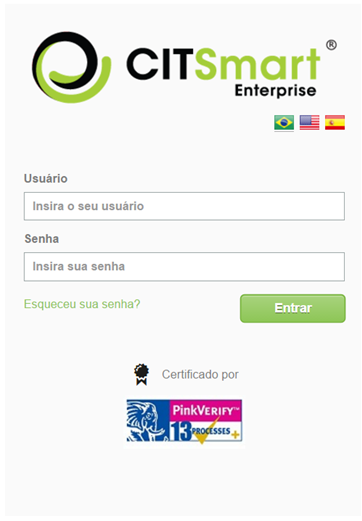 CITSmart®
Enterprise
Usuário
Insira o seu usuário
Senha
Insira sua senha
Esqueceu sua senha?
Entrar
Certificado por
PinkVERIFY™
13 PROCESSES+